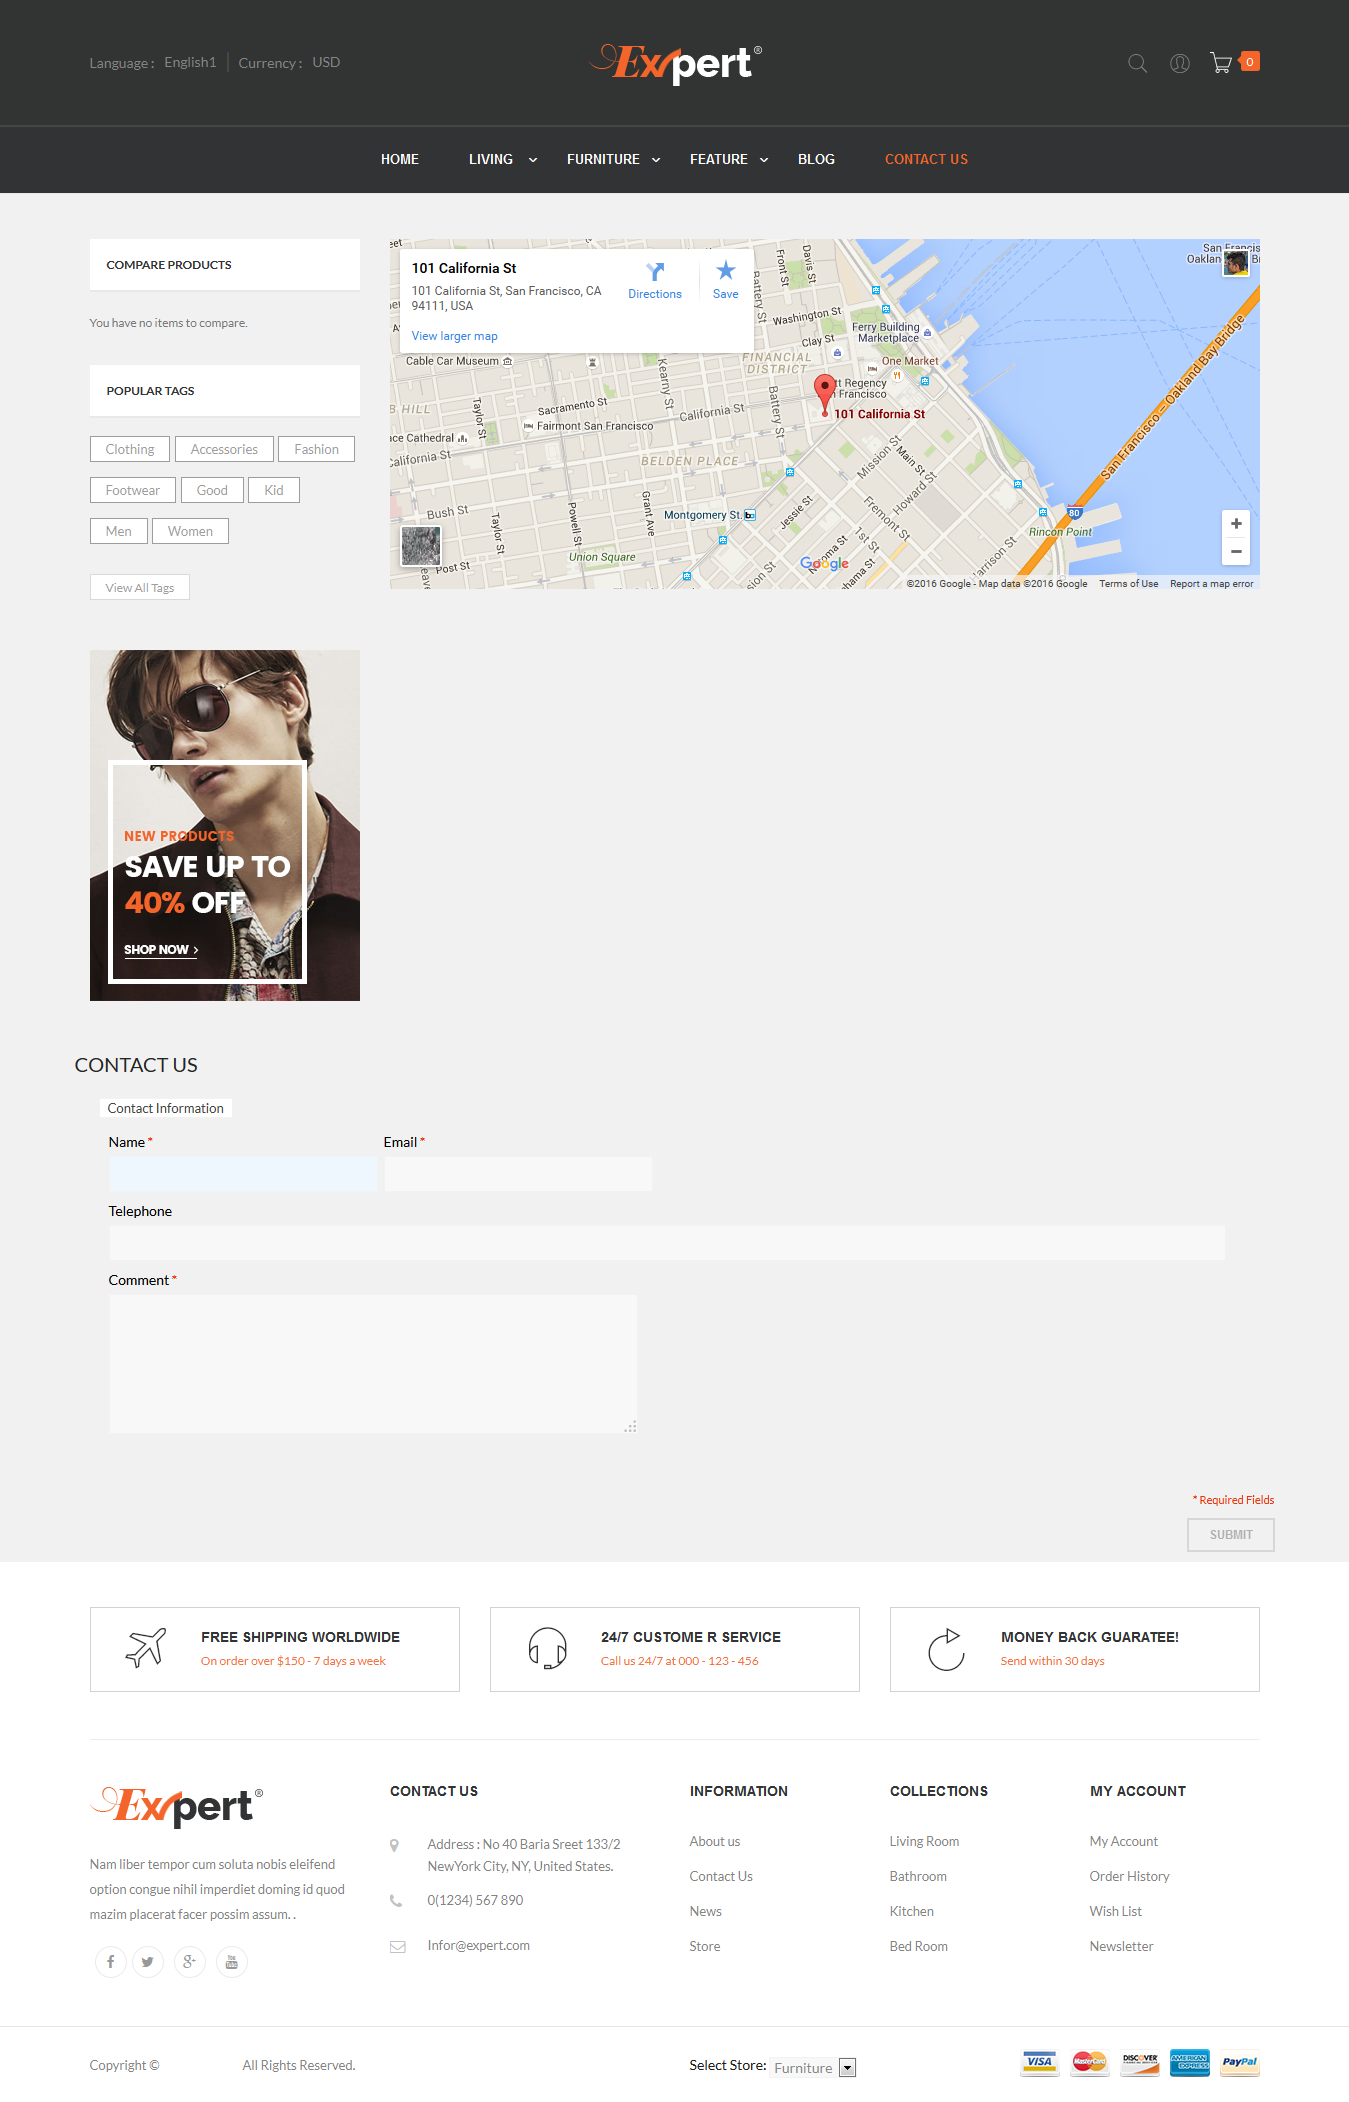 Language : English1 Currency : USD
Expert®
0
HOME LIVING FURNITURE FEATURE BLOG CONTACT US
COMPARE PRODUCTS
You have no items to compare.
POPULAR TAGS
Clothing Accessories Fashion
Footwear Good Kid
Men Women
View All Tags
101 California St
101 California St, San Francisco, CA
94111, USA
View larger map
Directions
Save
Cable Car Museum
Front St
Davis St
Battery St
Washington St
Ferry Building
Marketplace
Clay St
One Market
FINANCIAL
DISTRICT
Kearny St
101 California St
California St
Battery St
Sacramento St
Fairmont San Francisco
Taylor St
B HILL
ce Cathedral
California St
BELDEN PLACE
Mission St
Main St
Howard St
Fremont St
1st St
Jessie St
Montgomery St.
Grant Ave
Powell St
Taylor St
Bush St
Post St
Union Square
San Francisco – Oakland Bay Bridge
80
Rincon Point
Google
©2016 Google - Map data ©2016 Google Terms of Use Report a map error
NEW PRODUCTS
SAVE UP TO
40% OFF
SHOP NOW >
CONTACT US
Contact Information
Name * Email *
Telephone
Comment *
* Required Fields
SUBMIT
FREE SHIPPING WORLDWIDE
On order over $150 - 7 days a week
24/7 CUSTOME R SERVICE
Call us 24/7 at 000 - 123 - 456
MONEY BACK GUARATEE!
Send within 30 days
Expert®
Nam liber tempor cum soluta nobis eleifend
option congue nihil imperdiet doming id quod
mazim placerat facer possim assum. .
CONTACT US
Address : No 40 Baria Sreet 133/2
NewYork City, NY, United States.
0(1234) 567 890
Infor@expert.com
INFORMATION
About us
Contact Us
News
Store
COLLECTIONS
Living Room
Bathroom
Kitchen
Bed Room
MY ACCOUNT
My Account
Order History
Wish List
Newsletter
Copyright © All Rights Reserved.
Select Store: Furniture
VISA MasterCard DISCOVER AMERICAN EXPRESS PayPal